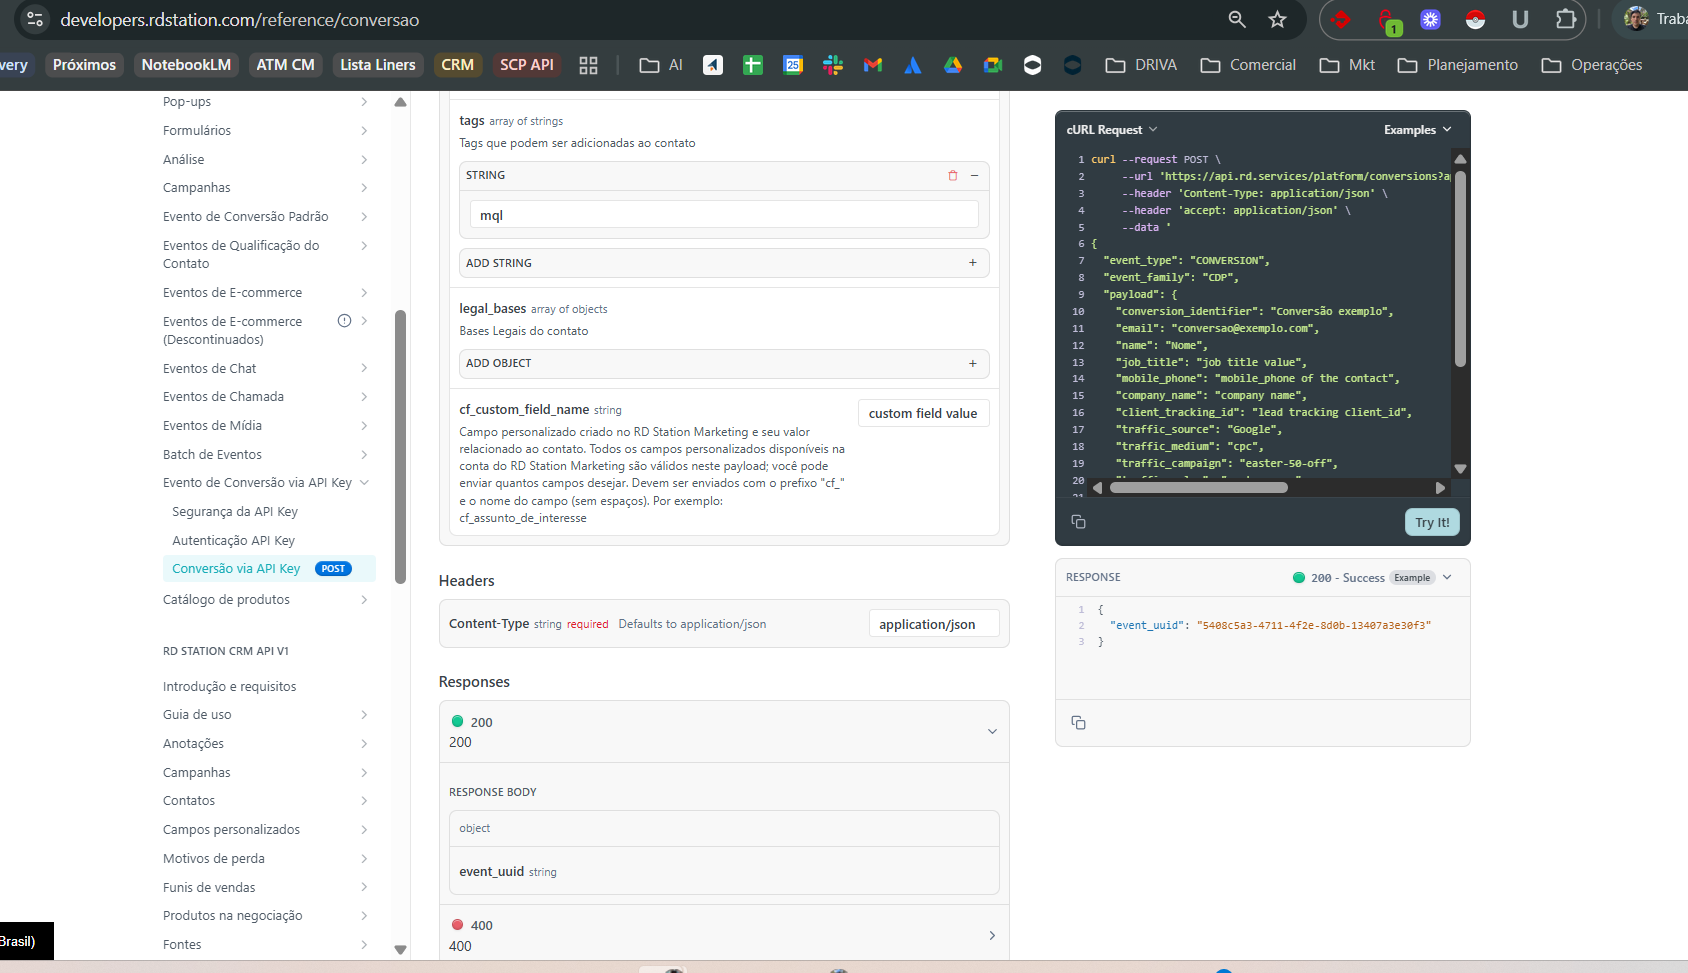 developers.rdstation.com/reference/conversao
1
Traba
very
Próximos
NotebookLM
ATM CM
Lista Liners
CRM
SCP API
AI
25
DRIVA
Comercial
Mkt
Planejamento
Operações
Pop-ups
Formulários
Análise
Campanhas
Evento de Conversão Padrão
Eventos de Qualificação do
Contato
Eventos de E-commerce
Eventos de E-commerce
(Descontinuados)
Eventos de Chat
Eventos de Chamada
Eventos de Mídia
Batch de Eventos
Evento de Conversão via API Key
Segurança da API Key
Autenticação API Key
Conversão via API Key POST
Catálogo de produtos
RD STATION CRM API V1
Introdução e requisitos
Guia de uso
Anotações
Campanhas
Contatos
Campos personalizados
Motivos de perda
Funis de vendas
Produtos na negociação
Fontes
Brasil)
tags array of strings
Tags que podem ser adicionadas ao contato
STRING
mql
ADD STRING
legal_bases array of objects
Bases Legais do contato
ADD OBJECT
cf_custom_field_name string
custom field value
Campo personalizado criado no RD Station Marketing e seu valor
relacionado ao contato. Todos os campos personalizados disponíveis na
conta do RD Station Marketing são válidos neste payload; você pode
enviar quantos campos desejar. Devem ser enviados com o prefixo "cf_"
e o nome do campo (sem espaços). Por exemplo:
cf_assunto_de_interesse
Headers
Content-Type string required Defaults to application/json
application/json
Responses
200
200
RESPONSE BODY
object
event_uuid string
400
400
cURL Request
Examples
1 curl --request POST \
2 --url 'https://api.rd.services/platform/conversions?a
3 --header 'Content-Type: application/json' \
4 --header 'accept: application/json' \
5 --data '
6 {
7 "event_type": "CONVERSION",
8 "event_family": "CDP",
9 "payload": {
10 "conversion_identifier": "Conversão exemplo",
11 "email": "conversao@exemplo.com",
12 "name": "Nome",
13 "job_title": "job title value",
14 "mobile_phone": "mobile_phone of the contact",
15 "company_name": "company name",
16 "client_tracking_id": "lead tracking client_id",
17 "traffic_source": "Google",
18 "traffic_medium": "cpc",
19 "traffic_campaign": "easter-50-off",
20
21
Try It!
RESPONSE
200 - Success Example
1 {
2 "event_uuid": "5408c5a3-4711-4f2e-8d0b-13407a3e30f3"
3 }